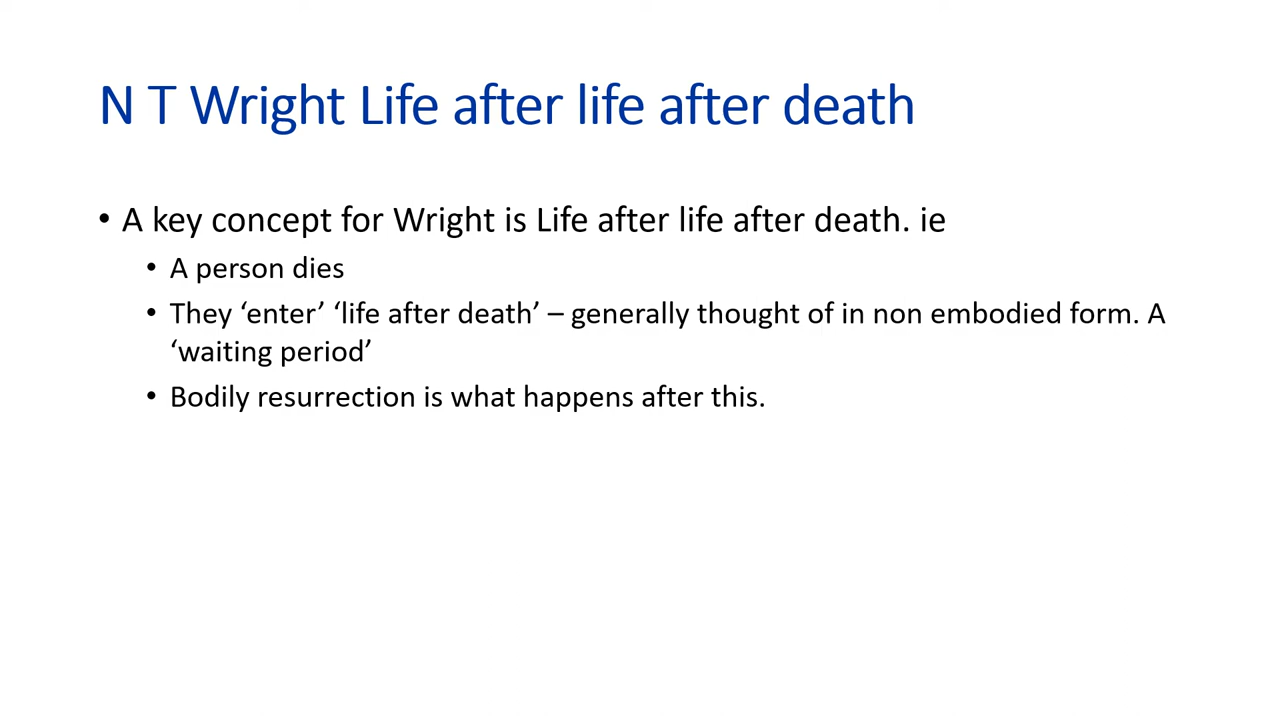 N T Wright Life after life after death
• A key concept for Wright is Life after life after death. ie
• A person dies
• They ‘enter’ ‘life after death’ – generally thought of in non embodied form. A
‘waiting period’
• Bodily resurrection is what happens after this.